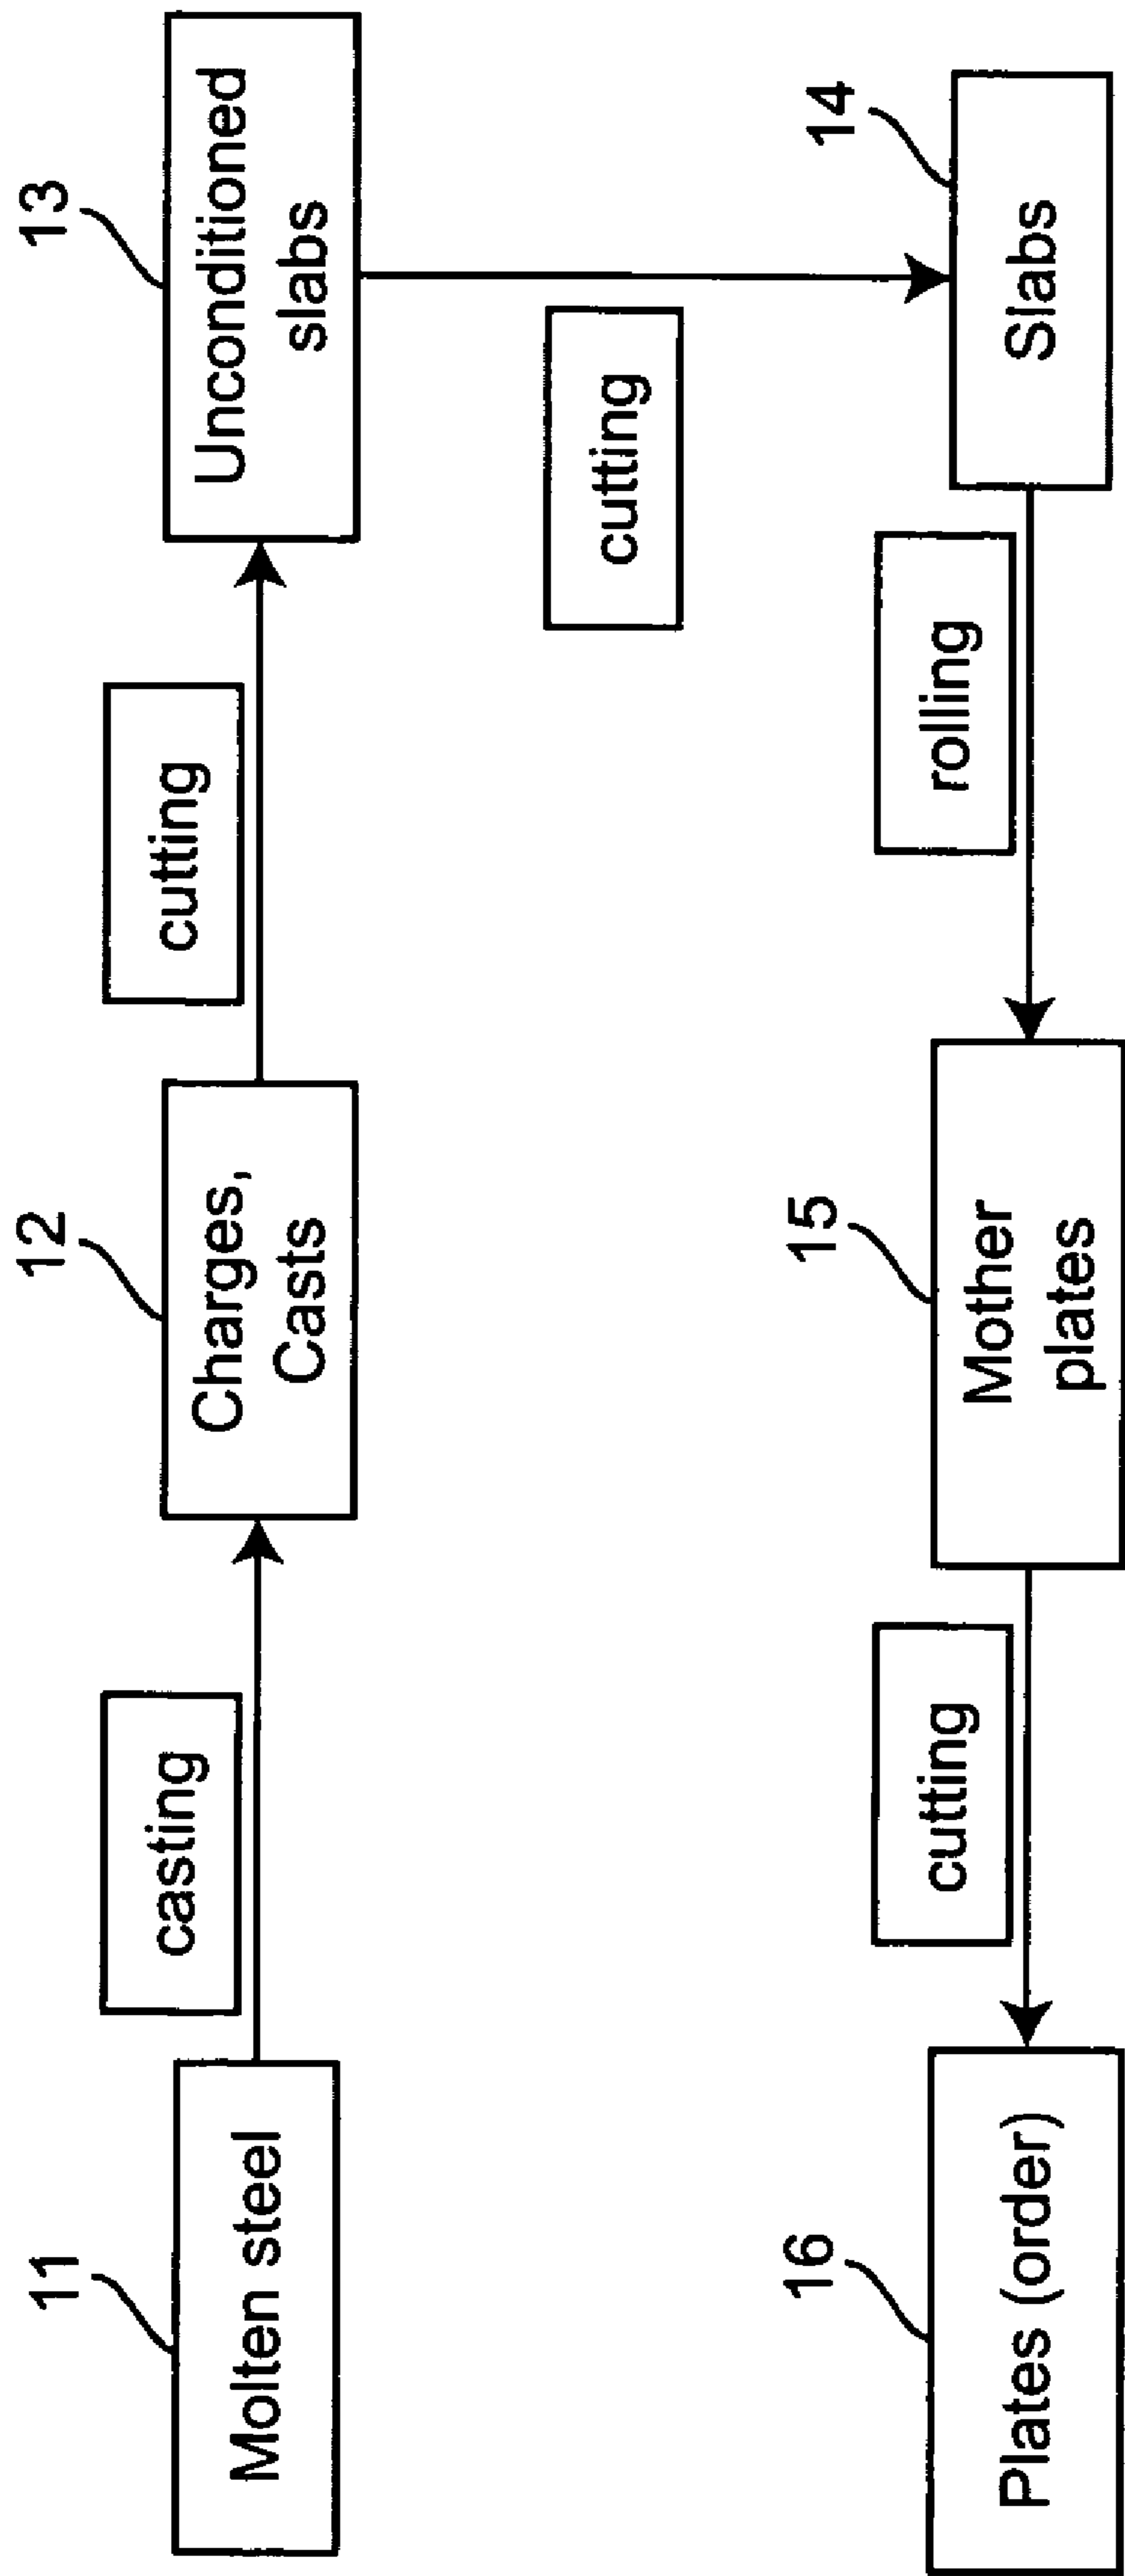 11
Molten steel
casting
12
Charges,
Casts
cutting
13
Unconditioned
slabs
cutting
14
Slabs
rolling
15
Mother
plates
cutting
16
Plates (order)